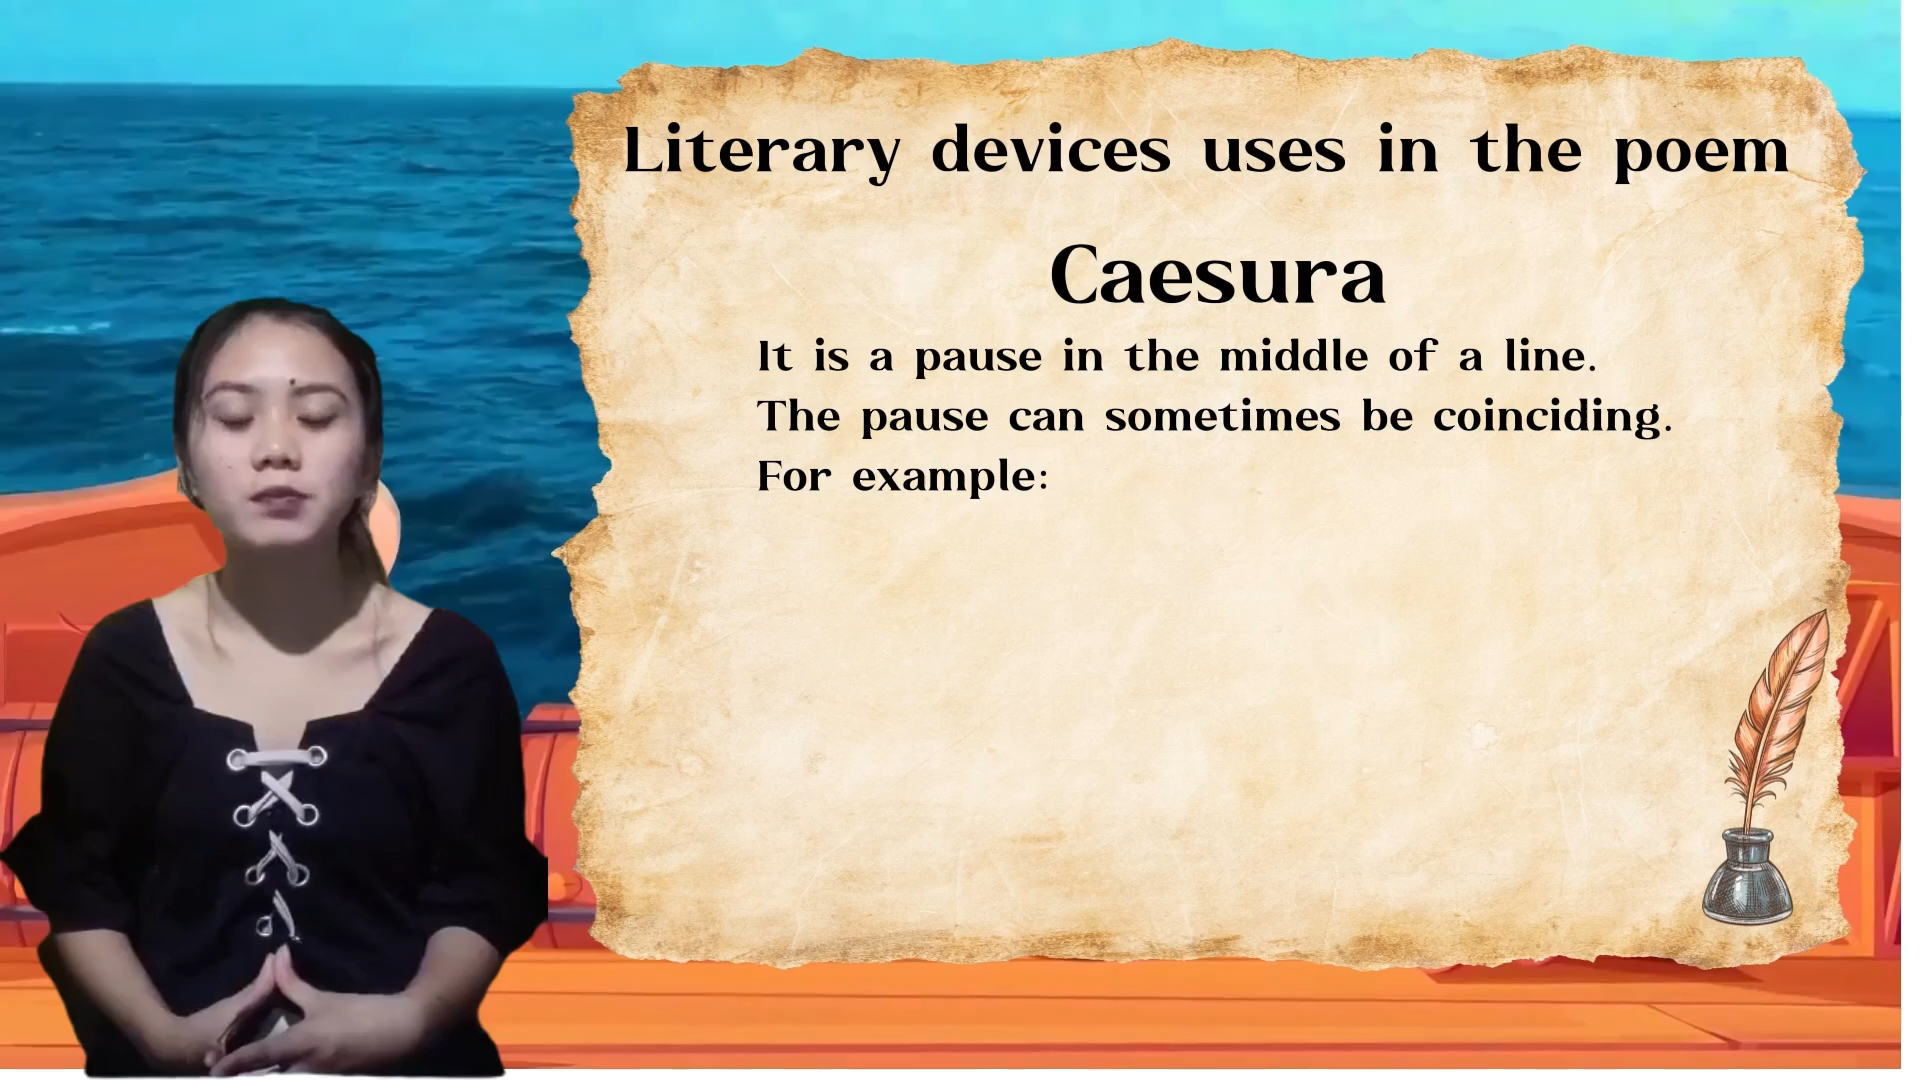 Literary devices uses in the poem
Caesura
It is a pause in the middle of a line.
The pause can sometimes be coinciding.
For example: